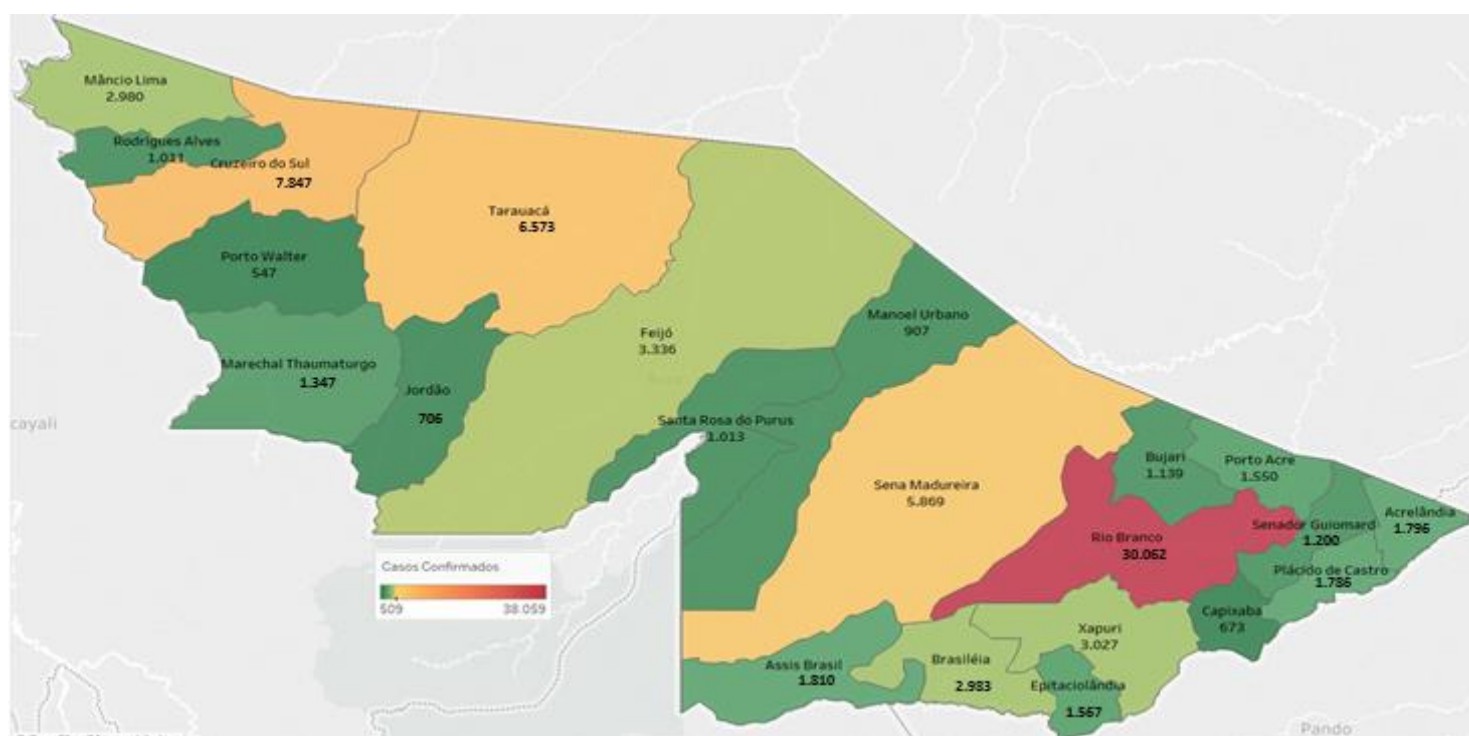 Mâncio Lima
2.980
Rodrigues Alves
Cruzeiro do Sul
7.847
Tarauacá
6.573
Porto Walter
547
Marechal Thaumaturgo
1.347
Jordão
706
Feijó
3.336
Manoel Urbano
907
Santa Rosa do Purus
1.013
Sena Madureira
5.869
Bujari
1.139
Porto Acre
1.550
Acrelândia
1.796
Senador Guiomard
1.200
Rio Branco
30.062
Plácido de Castro
1.786
Capixaba
673
Xapuri
3.027
Assis Brasil
1.810
Brasiléia
2.983
Epitaciolândia
1.567
cayali
Casos Confirmados
509
38.059
Pando